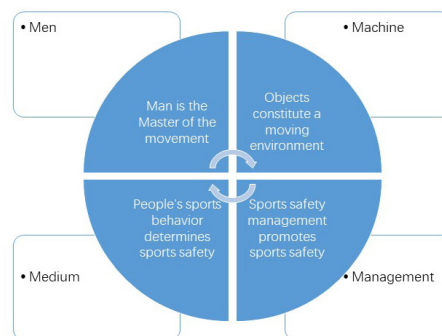 • Men
• Machine
Man is the
Master of the
movement
Objects
constitute a
moving
environment
People's sports
behavior
determines
sports safety
Sports safety
management
promotes
sports safety
• Medium
• Management